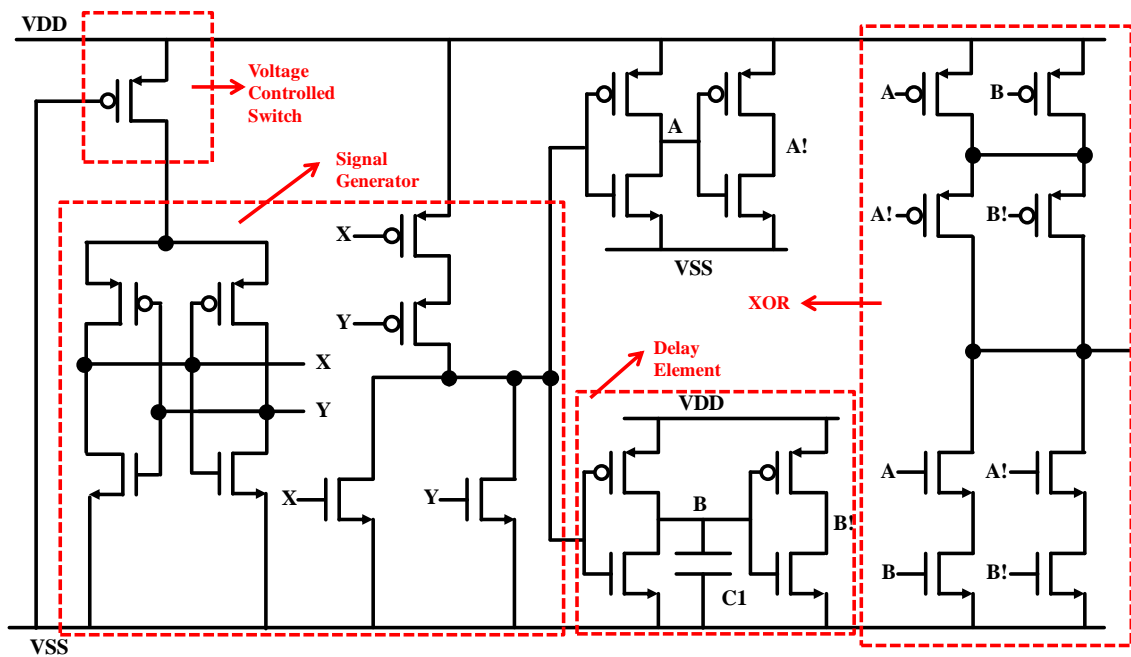 VDD
Voltage
Controlled
Switch
Signal
Generator
A
A!
A
B
X
A!
B!
VSS
Y
XOR
X
Delay
Element
Y
VDD
A
A!
X
Y
B
B!
B
B!
C1
VSS